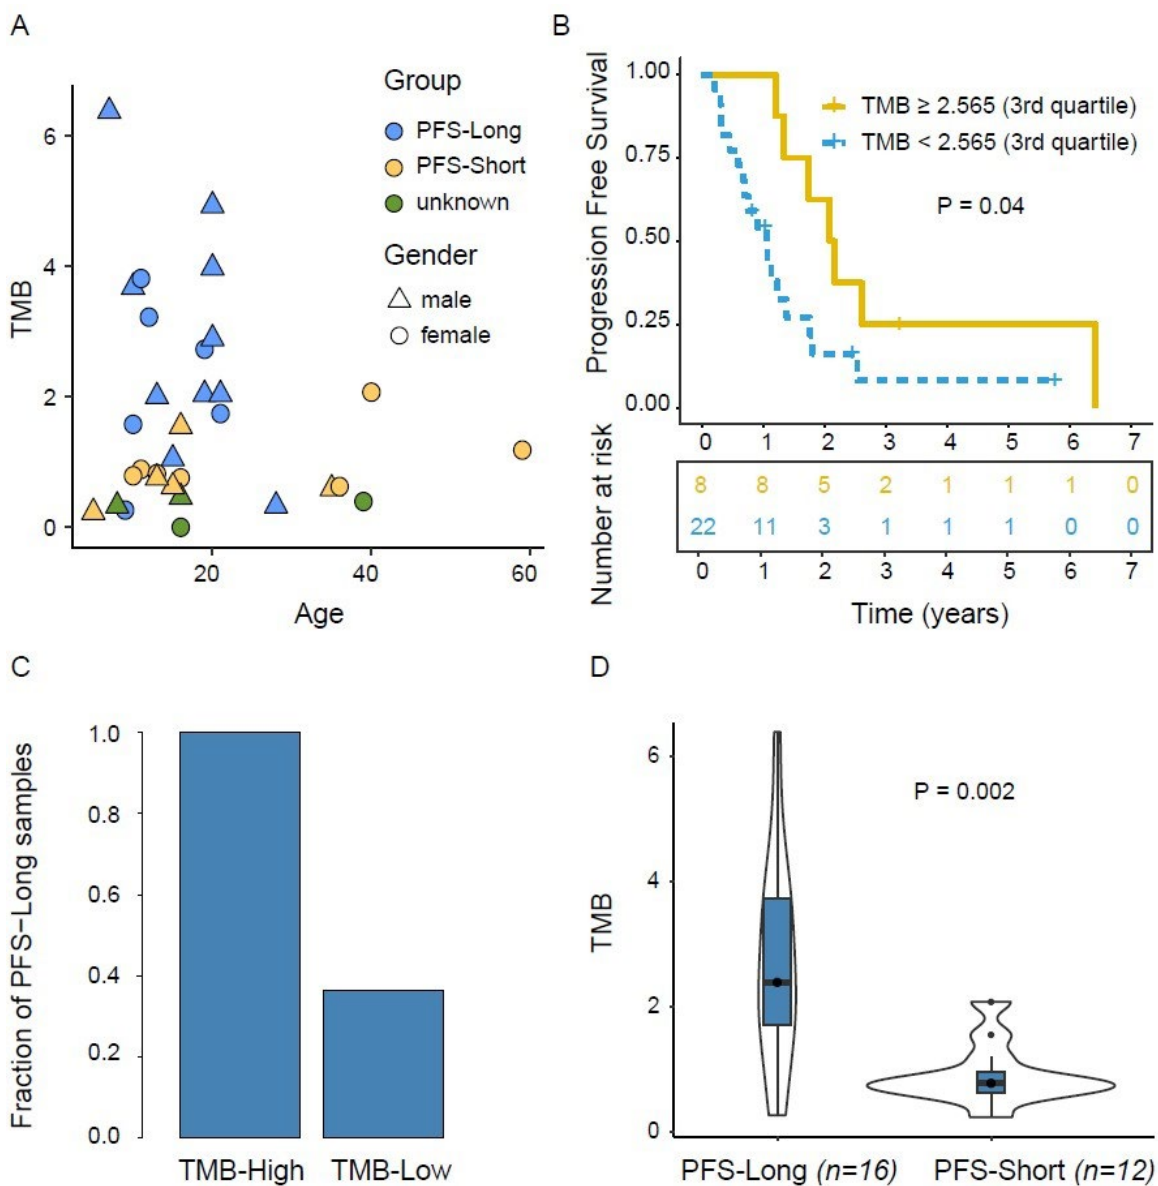 A
Group
PFS-Long
PFS-Short
unknown
Gender
male
female
TMB
6
4
2
0
20
40
60
Age
B
Progression Free Survival
1.00
0.75
0.50
0.25
0.00
TMB ≥ 2.565 (3rd quartile)
TMB < 2.565 (3rd quartile)
P = 0.04
0 1 2 3 4 5 6 7
Number at risk
8 8 5 2 1 1 1 0
22 11 3 1 1 1 0 0
0 1 2 3 4 5 6 7
Time (years)
C
Fraction of PFS-Long samples
1.0
0.8
0.6
0.4
0.2
0.0
TMB-High TMB-Low
D
TMB
6
4
2
0
P = 0.002
PFS-Long (n=16) PFS-Short (n=12)